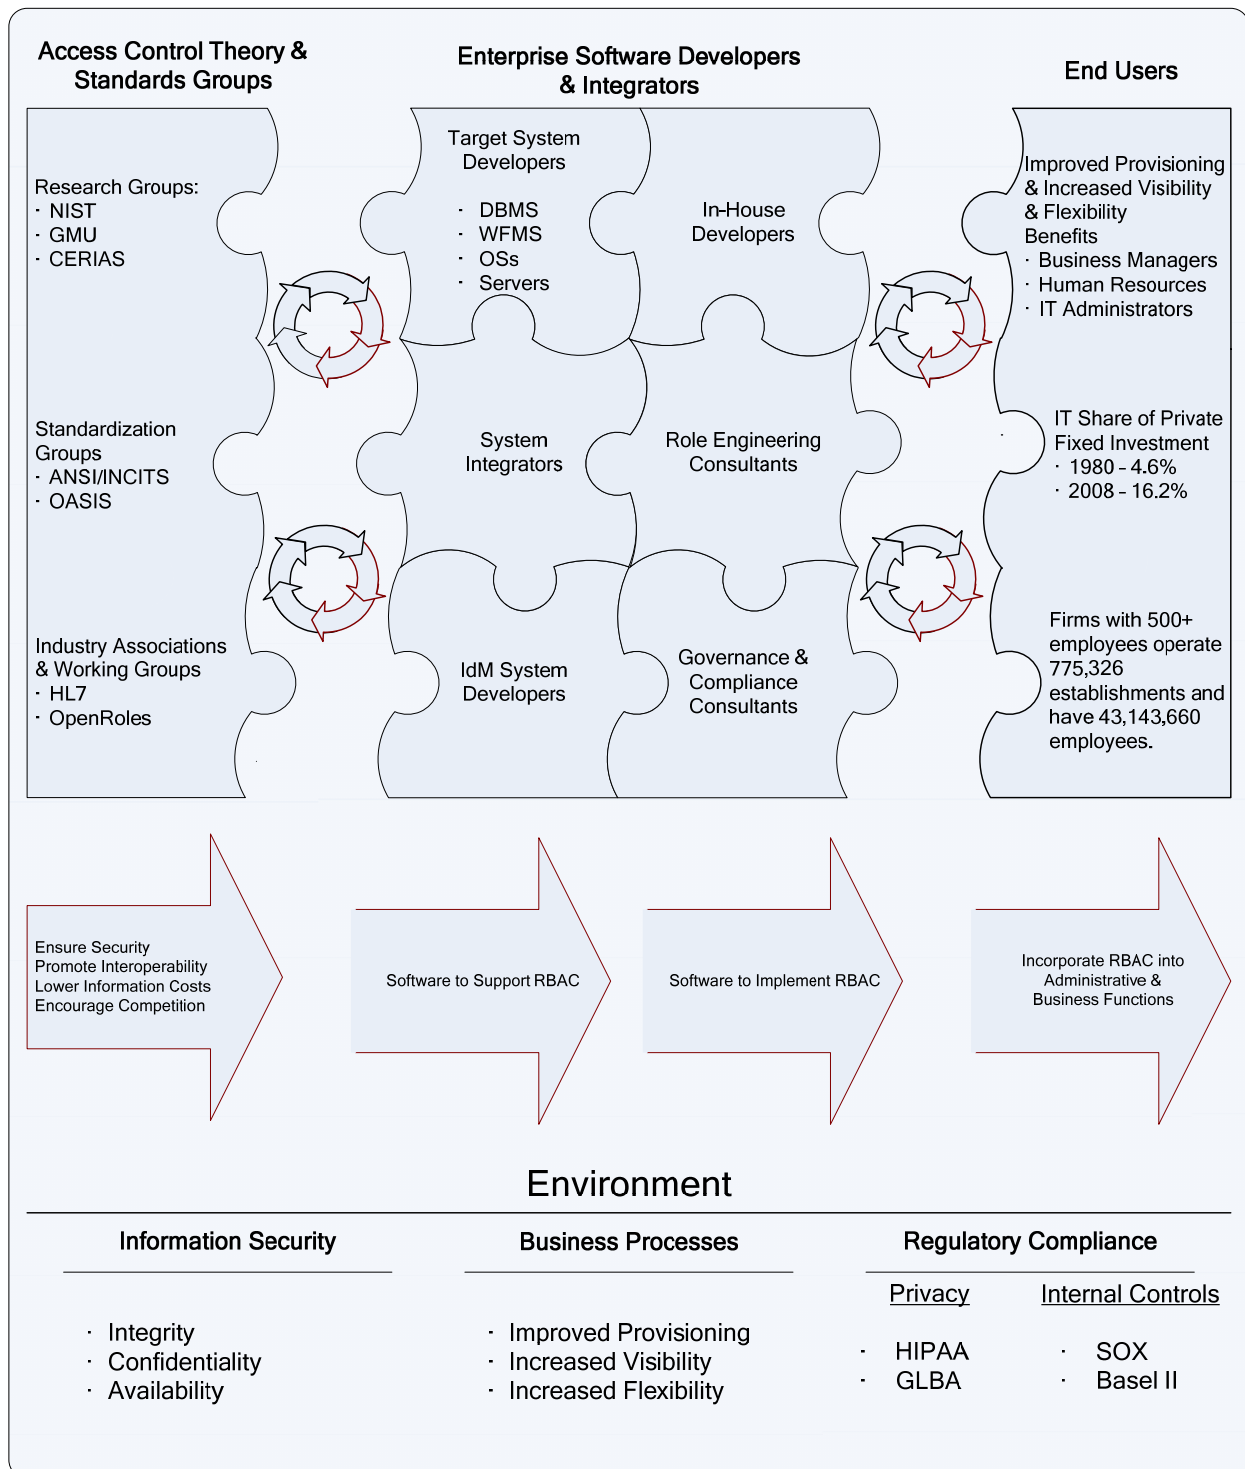 Access Control Theory &
Standards Groups
Enterprise Software Developers
& Integrators
End Users
Research Groups:
· NIST
· GMU
· CERIAS
Standardization
Groups
· ANSI/INCITS
· OASIS
Industry Associations
& Working Groups
· HL7
· OpenRoles
Target System
Developers
· DBMS
· WFMS
· OSs
· Servers
In-House
Developers
System
Integrators
Role Engineering
Consultants
IdM System
Developers
Governance &
Compliance
Consultants
Improved Provisioning
& Increased Visibility
& Flexibility
Benefits
· Business Managers
· Human Resources
· IT Administrators
IT Share of Private
Fixed Investment
· 1980 - 4.6%
· 2008 - 16.2%
Firms with 500+
employees operate
775,326
establishments and
have 43,143,660
employees.
Ensure Security
Promote Interoperability
Lower Information Costs
Encourage Competition
Software to Support RBAC
Software to Implement RBAC
Incorporate RBAC into
Administrative &
Business Functions
Environment
Information Security
· Integrity
· Confidentiality
· Availability
Business Processes
· Improved Provisioning
· Increased Visibility
· Increased Flexibility
Regulatory Compliance
Privacy
· HIPAA
· GLBA
Internal Controls
· SOX
· Basel II